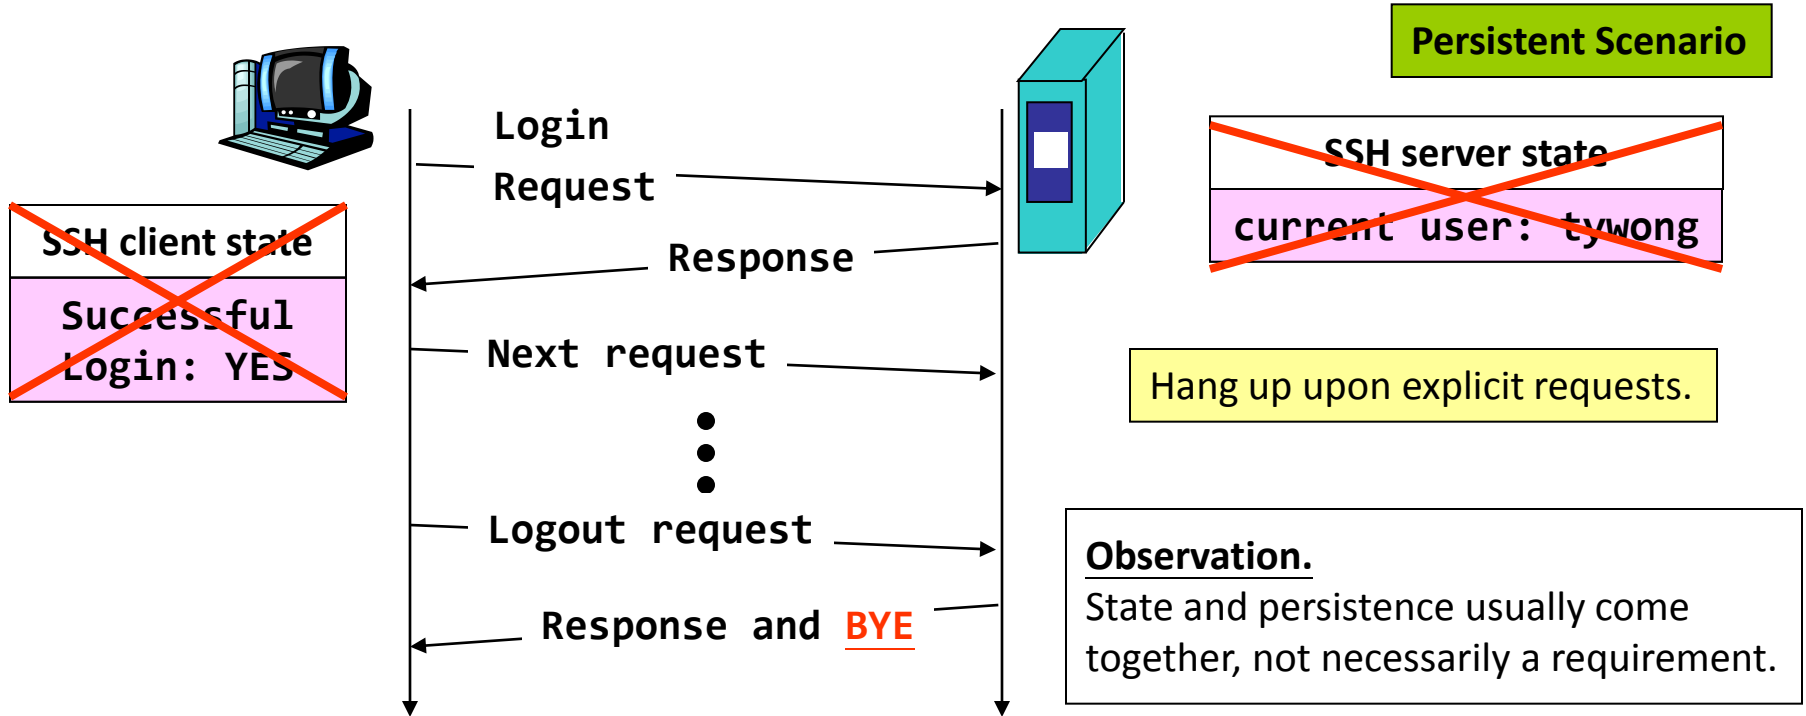 Persistent Scenario
Login
Request
SSH server state
current user: tywong
SSH client state
Successful
Login: YES
Response
Next request
Hang up upon explicit requests.
Logout request
Response and BYE
Observation.
State and persistence usually come
together, not necessarily a requirement.